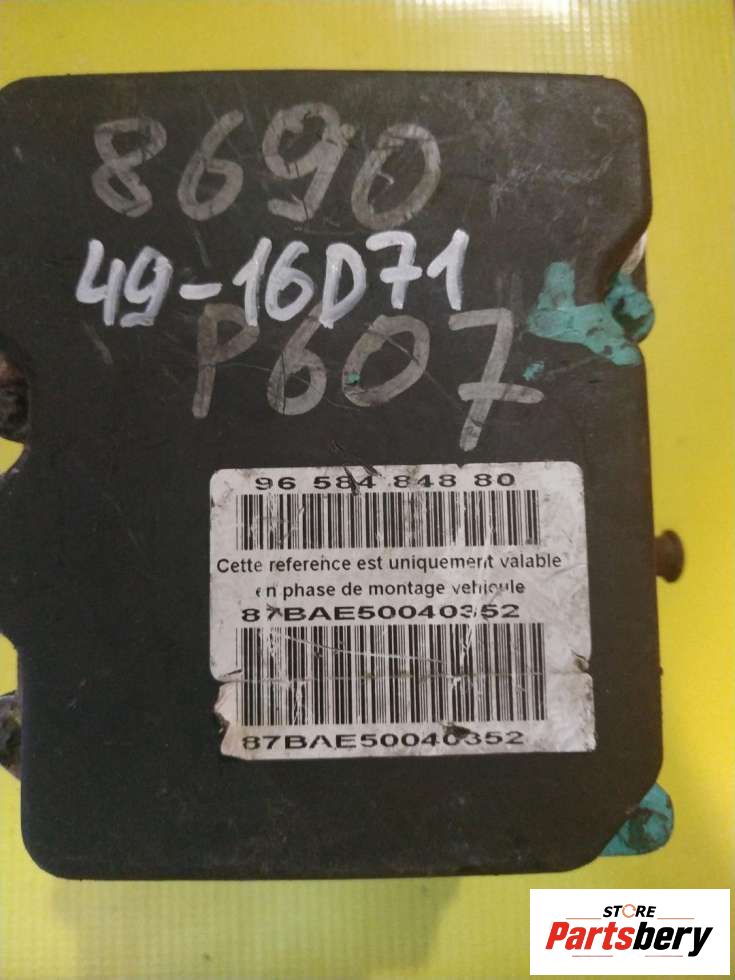 8690
49-16D71
P607
96 584 848 80
Cette reference est uniquement valable
en phase de montage vehicule
87BAE50040352
87BAE50040352
STORE
Partsbery